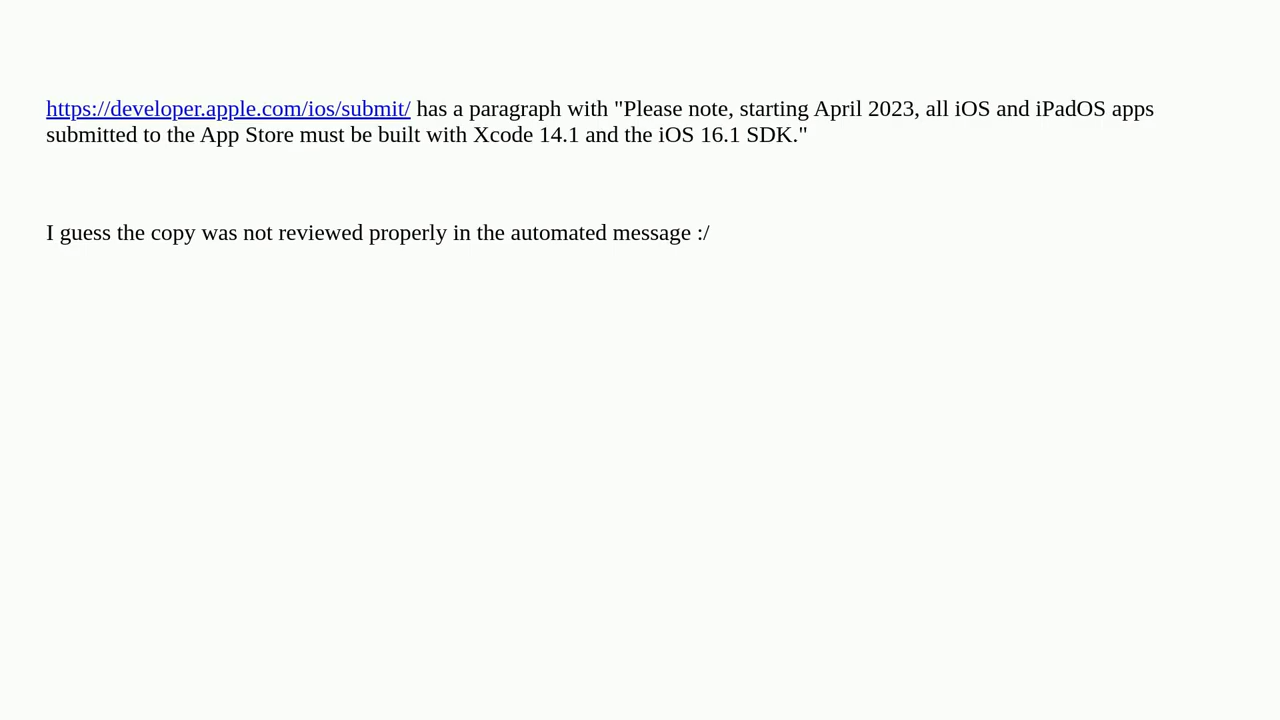 https://developer.apple.com/ios/submit/ has a paragraph with "Please note, starting April 2023, all iOS and iPadOS apps
submitted to the App Store must be built with Xcode 14.1 and the iOS 16.1 SDK."
I guess the copy was not reviewed properly in the automated message :/